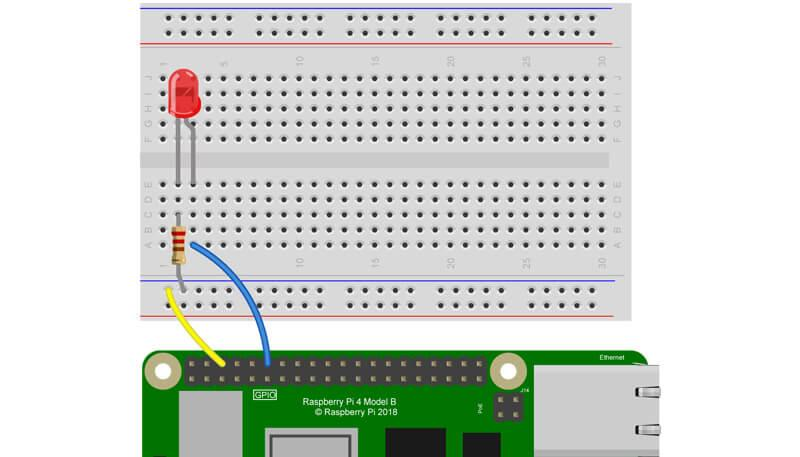 1 5 10 15 20 25 30
J J
I I
H H
G G
F F
E E
D D
C C
B B
A A
1 5 10 15 20 25 30
Ethernet
J14
GPIO
PoE
Raspberry Pi 4 Model B
© Raspberry Pi 2018